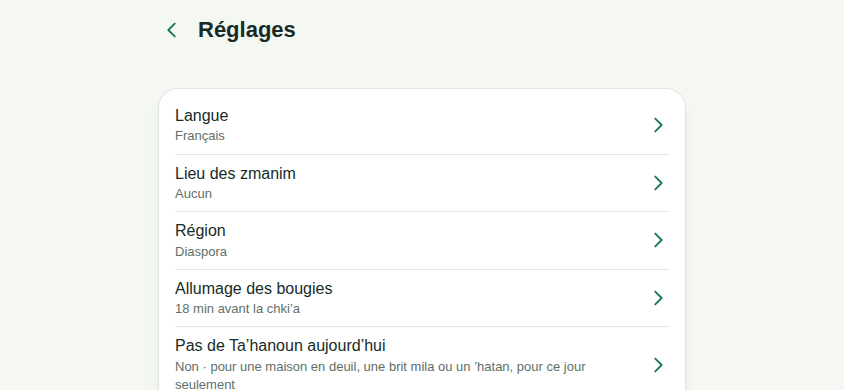 Réglages
Langue
Français
Lieu des zmanim
Aucun
Région
Diaspora
Allumage des bougies
18 min avant la chki’a
Pas de Ta’hanoun aujourd’hui
Non · pour une maison en deuil, une brit mila ou un ’hatan, pour ce jour
seulement